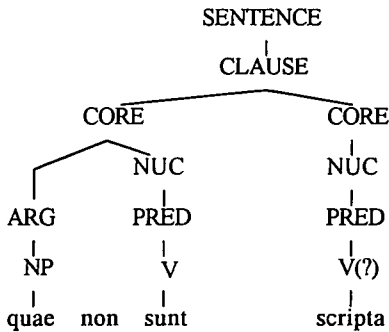 SENTENCE
CLAUSE
CORE CORE
NUC NUC
ARG PRED PRED
NP V V(?)
quae non sunt scripta